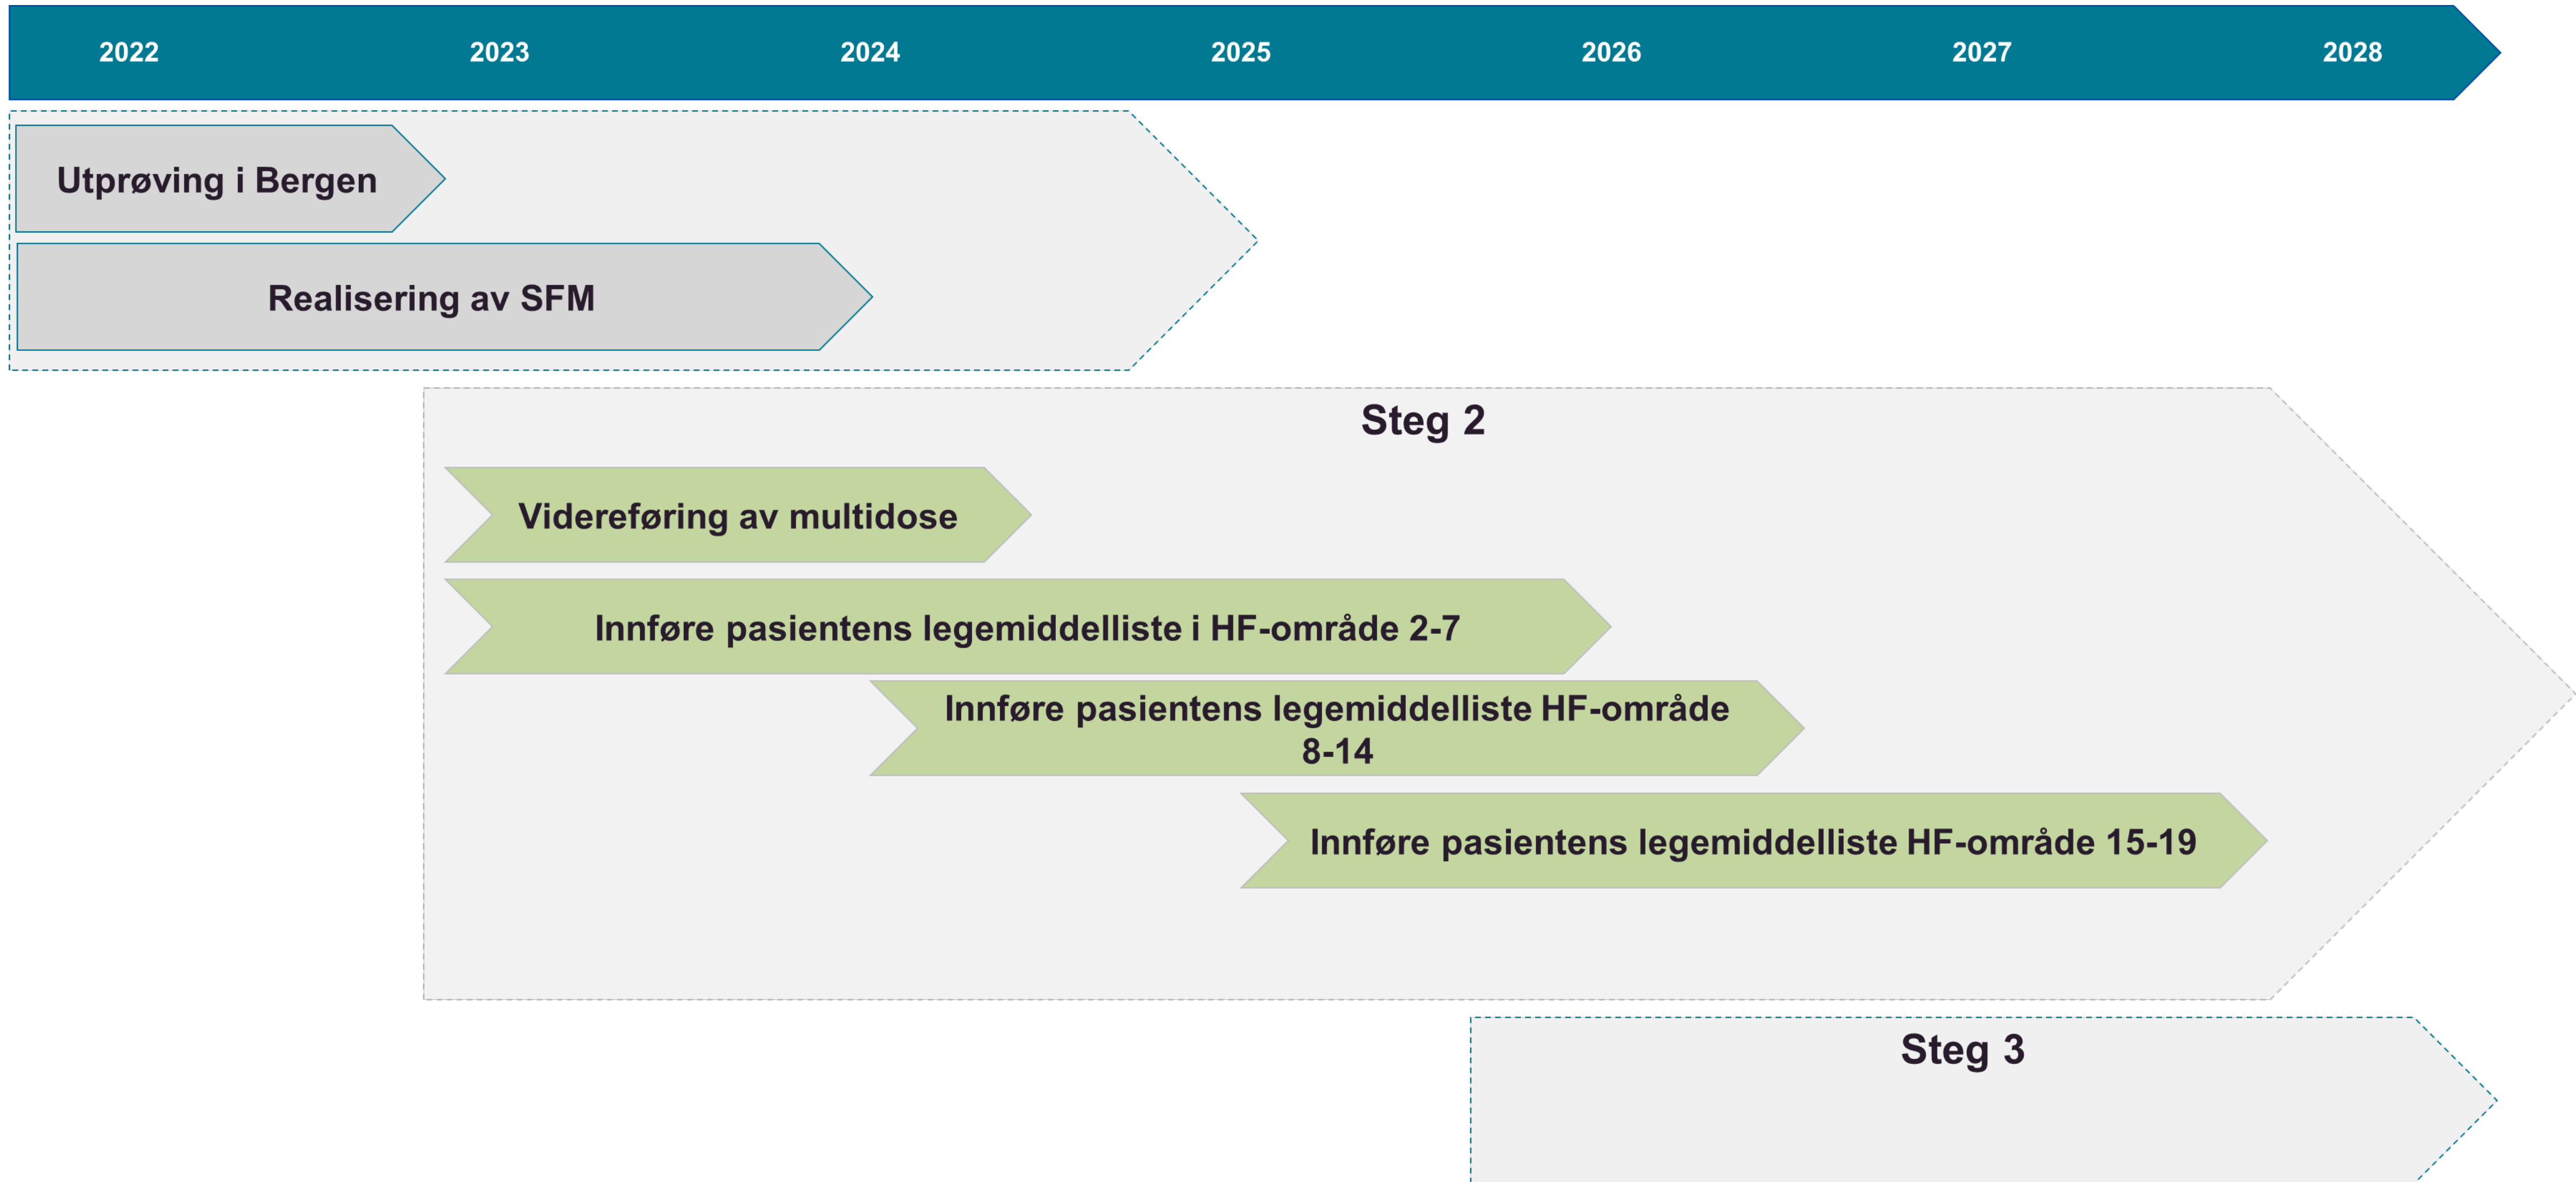 2022 2023 2024 2025 2026 2027 2028
Utprøving i Bergen
Realisering av SFM
Steg 2
Videreføring av multidose
Innføre pasientens legemiddelliste i HF-område 2-7
Innføre pasientens legemiddelliste HF-område
8-14
Innføre pasientens legemiddelliste HF-område 15-19
Steg 3